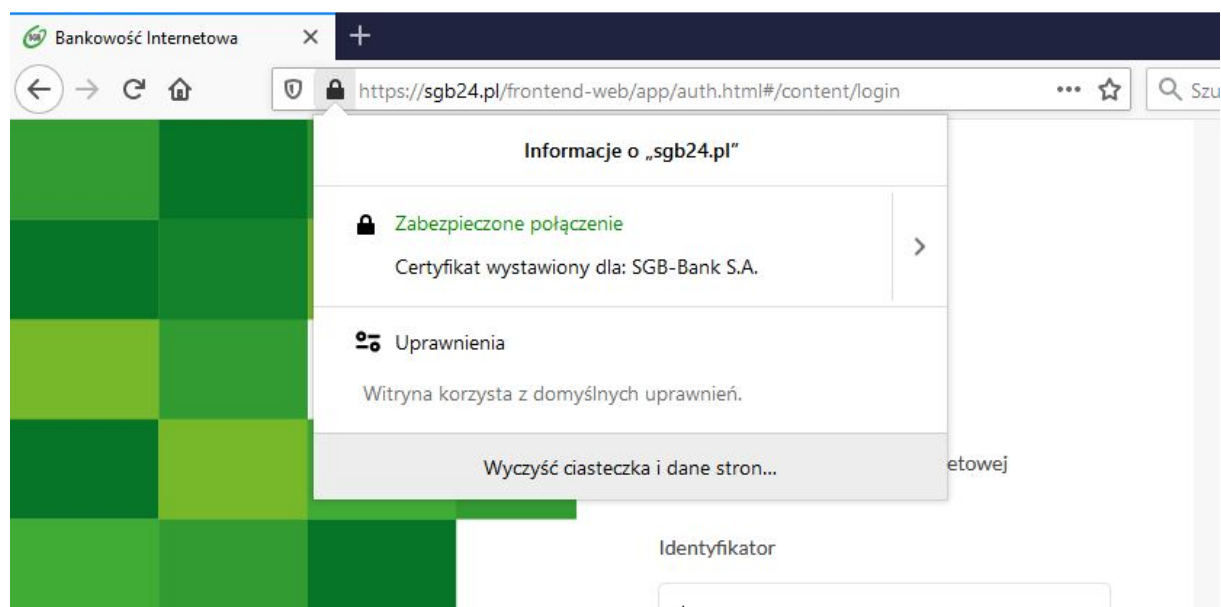 SGB Bankowość Internetowa
https://sgb24.pl/frontend-web/app/auth.html#/content/login
Szu
Informacje o „sgb24.pl”
Zabezpieczone połączenie
Certyfikat wystawiony dla: SGB-Bank S.A.
Uprawnienia
Witryna korzysta z domyślnych uprawnień.
Wyczyść ciasteczka i dane stron...
etowej
Identyfikator